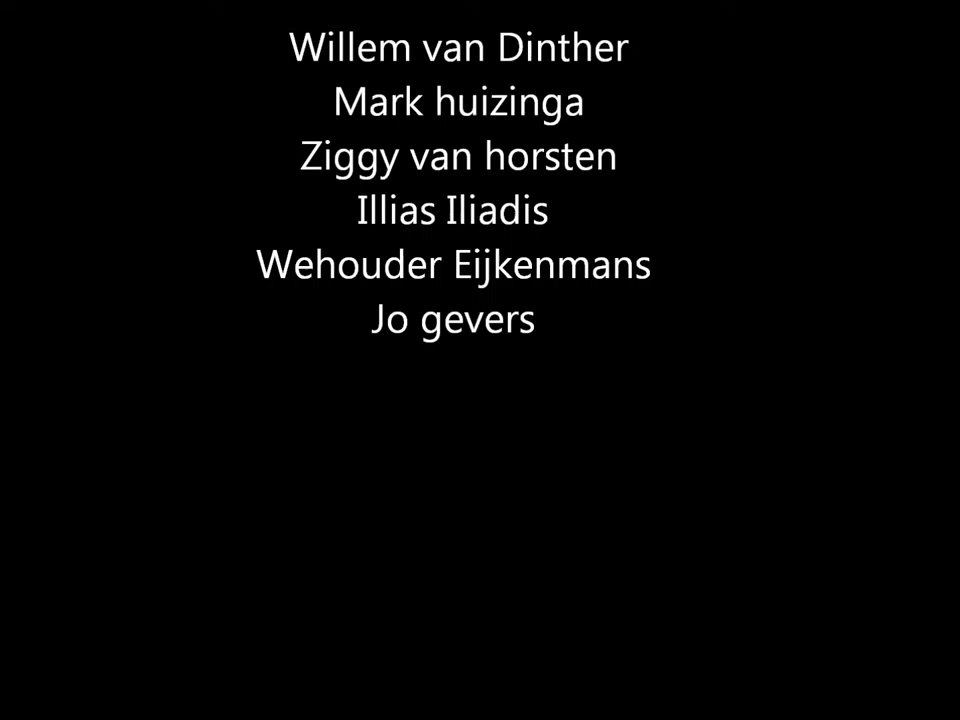 Willem van Dinther
Mark huizinga
Ziggy van horsten
Illias Iliadis
Wehouder Eijkenmans
Jo gevers